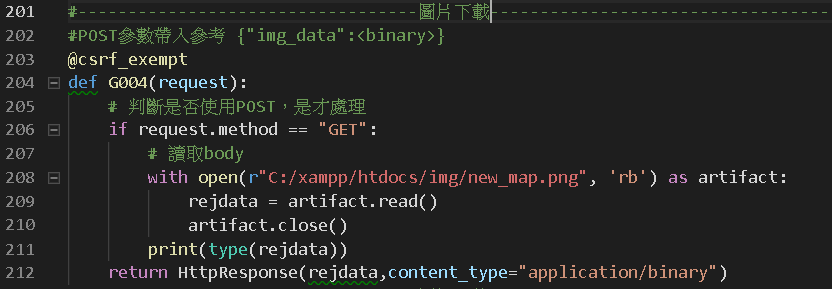 201 #----------------------------------圖片下載----------------------------------
202 #POST參數帶入參考 {"img_data":<binary>}
203 @csrf_exempt
204 def G004(request):
205     # 判斷是否使用POST，是才處理
206     if request.method == "GET":
207         # 讀取body
208         with open(r"C:/xampp/htdocs/img/new_map.png", 'rb') as artifact:
209             rejdata = artifact.read()
210             artifact.close()
211         print(type(rejdata))
212     return HttpResponse(rejdata,content_type="application/binary")